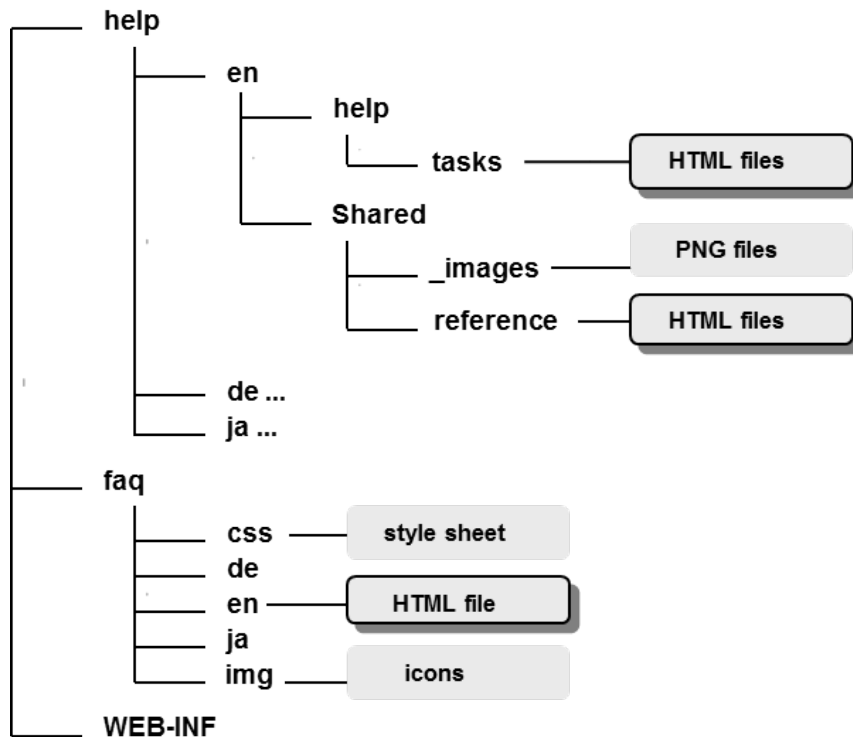 help
en
help
tasks HTML files
Shared
_images PNG files
reference HTML files
de ...
ja ...
faq
css style sheet
de
en HTML file
ja
img icons
WEB-INF